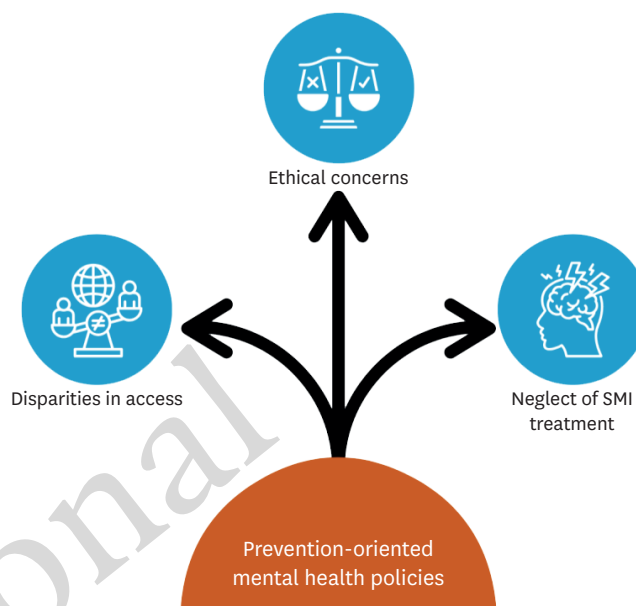 Ethical concerns
Disparities in access
Neglect of SMI
treatment
Prevention-oriented
mental health policies